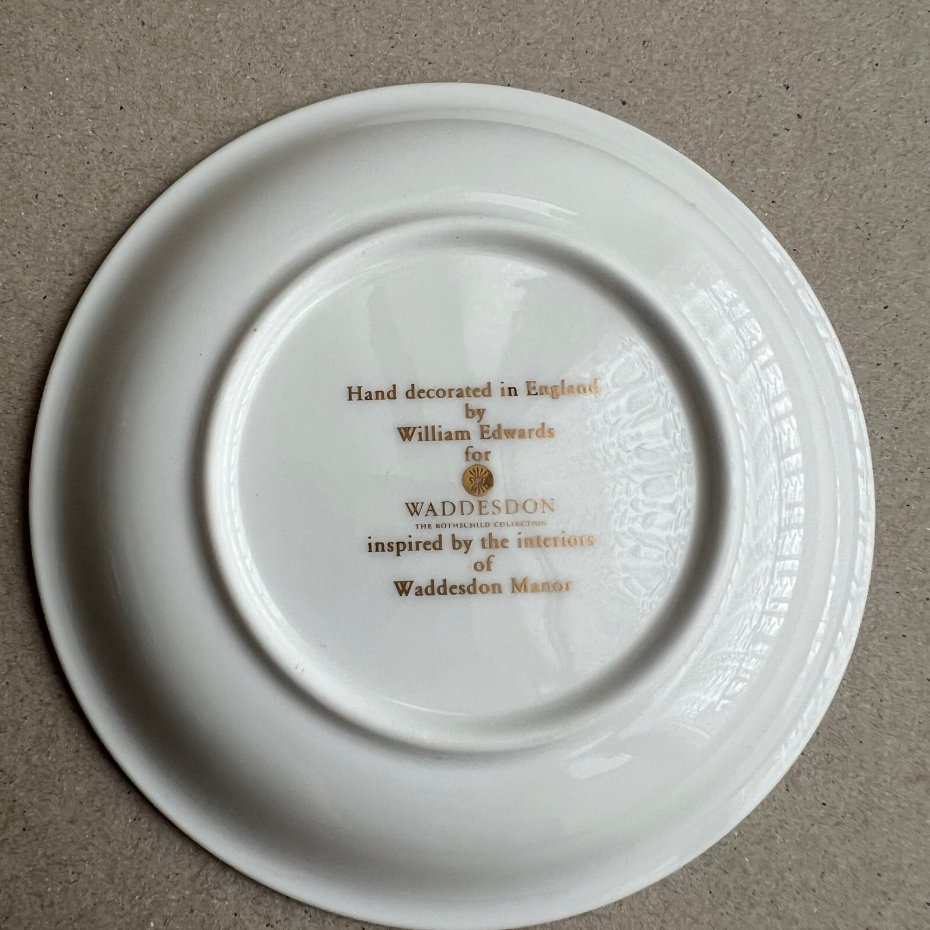 Hand decorated in England
by
William Edwards
for
WADDESDON
THE ROTHSCHILD COLLECTION
inspired by the interiors
of
Waddesdon Manor